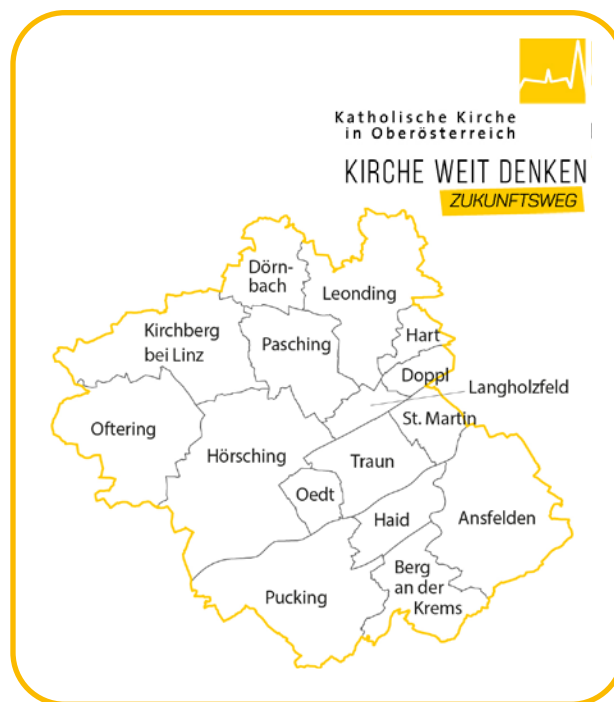 Katholische Kirche
in Oberösterreich
KIRCHE WEIT DENKEN
ZUKUNFTSWEG
Dörn-
bach
Leonding
Kirchberg
bei Linz
Pasching
Hart
Doppl
Langholzfeld
St. Martin
Oftering
Hörsching
Traun
Oedt
Haid
Ansfelden
Pucking
Berg
an der
Krems